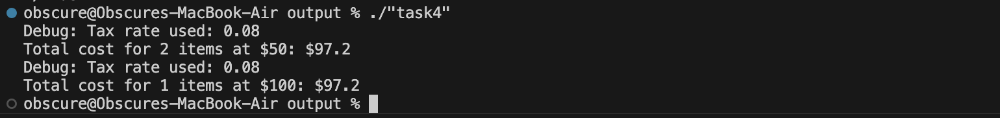 obscure@Obscures-MacBook-Air output % ./"task4"
Debug: Tax rate used: 0.08
Total cost for 2 items at $50: $97.2
Debug: Tax rate used: 0.08
Total cost for 1 items at $100: $97.2
obscure@Obscures-MacBook-Air output %